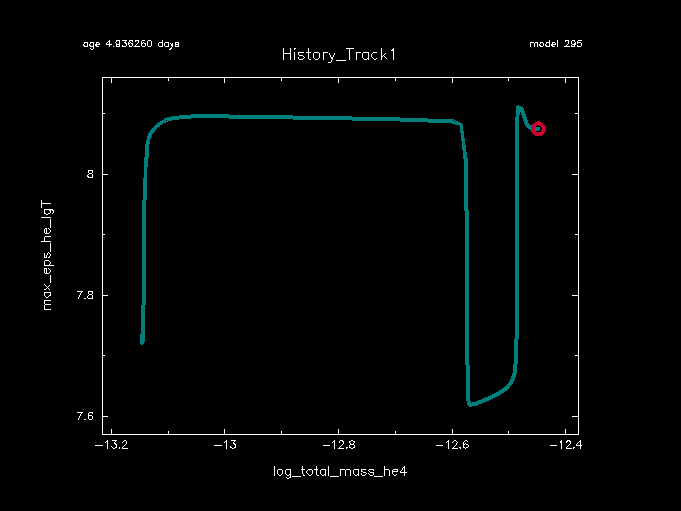 age 4.936260 days
model 295
History_Track1
8
7.8
7.6
max_eps_he_lgT
−13.2
−13
−12.8
−12.6
−12.4
log_total_mass_he4